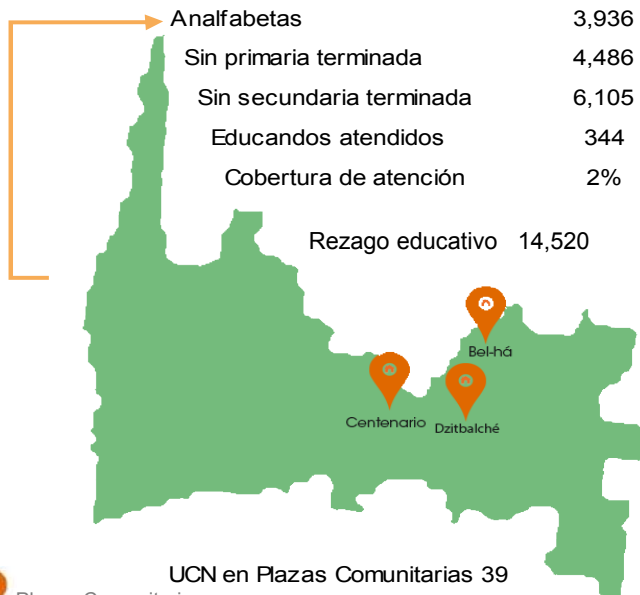 Analfabetas 3,936
Sin primaria terminada 4,486
Sin secundaria terminada 6,105
Educandos atendidos 344
Cobertura de atención 2%
Rezago educativo 14,520
Bel-há
Centenario
Dzitbalché
UCN en Plazas Comunitarias 39